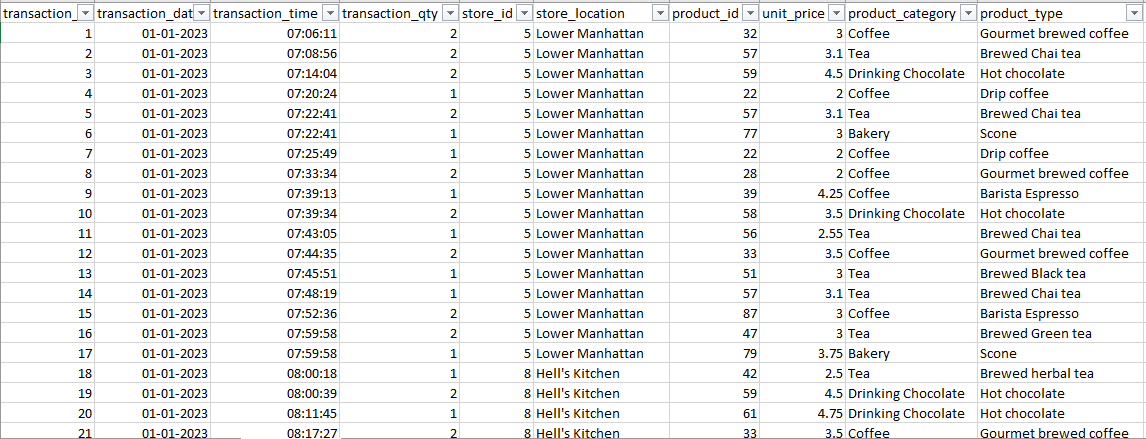 transaction_ transaction_dat transaction_time transaction_qty store_id store_location product_id unit_price product_category product_type
1 01-01-2023 07:06:11 2 5 Lower Manhattan 32 3 Coffee Gourmet brewed coffee
2 01-01-2023 07:08:56 2 5 Lower Manhattan 57 3.1 Tea Brewed Chai tea
3 01-01-2023 07:14:04 2 5 Lower Manhattan 59 4.5 Drinking Chocolate Hot chocolate
4 01-01-2023 07:20:24 1 5 Lower Manhattan 22 2 Coffee Drip coffee
5 01-01-2023 07:22:41 2 5 Lower Manhattan 57 3.1 Tea Brewed Chai tea
6 01-01-2023 07:22:41 1 5 Lower Manhattan 77 3 Bakery Scone
7 01-01-2023 07:25:49 1 5 Lower Manhattan 22 2 Coffee Drip coffee
8 01-01-2023 07:33:34 2 5 Lower Manhattan 28 2 Coffee Gourmet brewed coffee
9 01-01-2023 07:39:13 1 5 Lower Manhattan 39 4.25 Coffee Barista Espresso
10 01-01-2023 07:39:34 2 5 Lower Manhattan 58 3.5 Drinking Chocolate Hot chocolate
11 01-01-2023 07:43:05 1 5 Lower Manhattan 56 2.55 Tea Brewed Chai tea
12 01-01-2023 07:44:35 2 5 Lower Manhattan 33 3.5 Coffee Gourmet brewed coffee
13 01-01-2023 07:45:51 1 5 Lower Manhattan 51 3 Tea Brewed Black tea
14 01-01-2023 07:48:19 1 5 Lower Manhattan 57 3.1 Tea Brewed Chai tea
15 01-01-2023 07:52:36 2 5 Lower Manhattan 87 3 Coffee Barista Espresso
16 01-01-2023 07:59:58 2 5 Lower Manhattan 47 3 Tea Brewed Green tea
17 01-01-2023 07:59:58 1 5 Lower Manhattan 79 3.75 Bakery Scone
18 01-01-2023 08:00:18 1 8 Hell's Kitchen 42 2.5 Tea Brewed herbal tea
19 01-01-2023 08:00:39 2 8 Hell's Kitchen 59 4.5 Drinking Chocolate Hot chocolate
20 01-01-2023 08:11:45 1 8 Hell's Kitchen 61 4.75 Drinking Chocolate Hot chocolate
21 01-01-2023 08:17:27 2 8 Hell's Kitchen 33 3.5 Coffee Gourmet brewed coffee